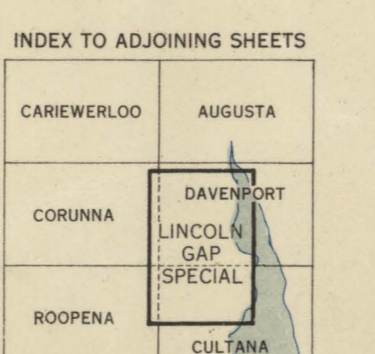 INDEX TO ADJOINING SHEETS
CARIEWERLOO
AUGUSTA
DAVENPORT
CORUNNA
LINCOLN
GAP
SPECIAL
ROOPENA
CULTANA